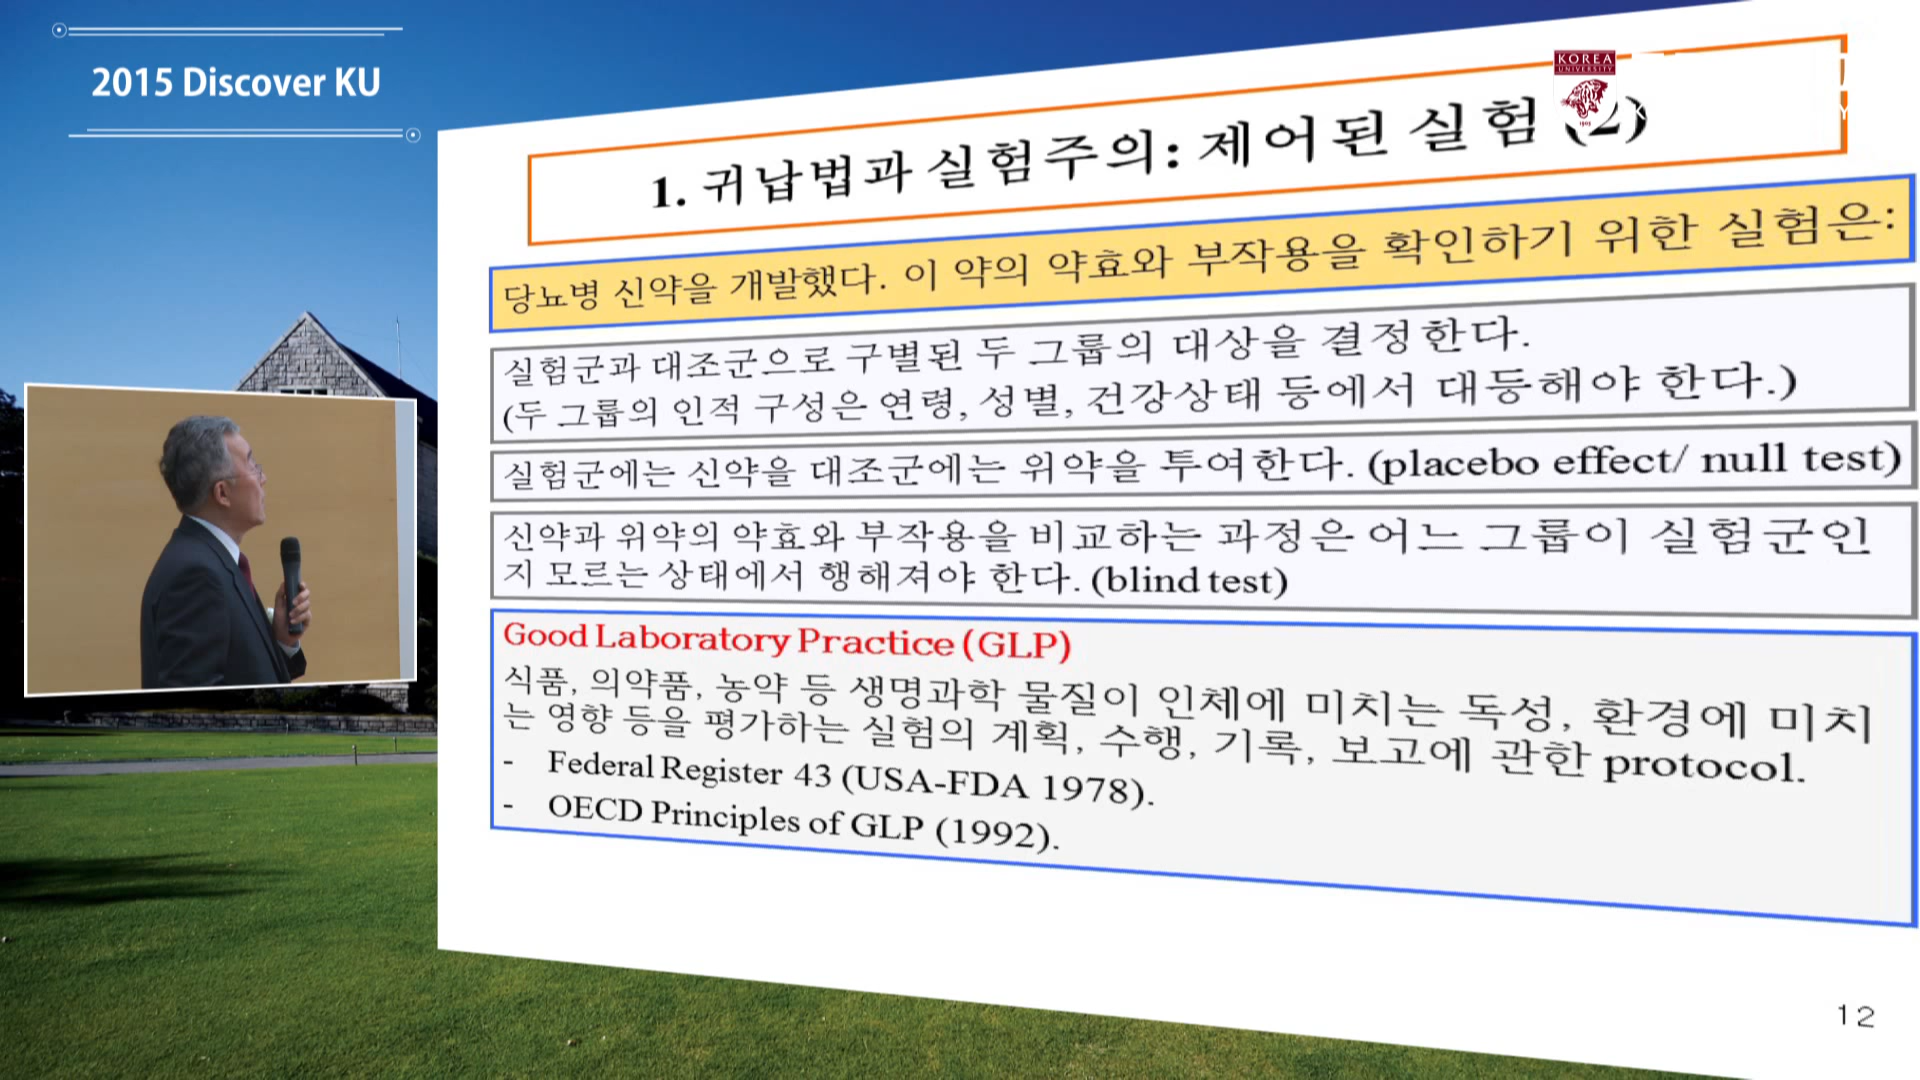 2015 Discover KU
KOREA
UNIVERSITY
1. 귀납법과 실험주의: 제어된 실험 (2)
당뇨병 신약을 개발했다. 이 약의 약효와 부작용을 확인하기 위한 실험은:
실험군과 대조군으로 구별된 두 그룹의 대상을 결정한다.
(두 그룹의 인적 구성은 연령, 성별, 건강상태 등에서 대등해야 한다.)
실험군에는 신약을 대조군에는 위약을 투여한다. (placebo effect/ null test)
신약과 위약의 약효와 부작용을 비교하는 과정은 어느 그룹이 실험군인
지 모르는 상태에서 행해져야 한다. (blind test)
Good Laboratory Practice (GLP)
식품, 의약품, 농약 등 생명과학 물질이 인체에 미치는 독성, 환경에 미치
는 영향 등을 평가하는 실험의 계획, 수행, 기록, 보고에 관한 protocol.
- Federal Register 43 (USA-FDA 1978).
- OECD Principles of GLP (1992).
12